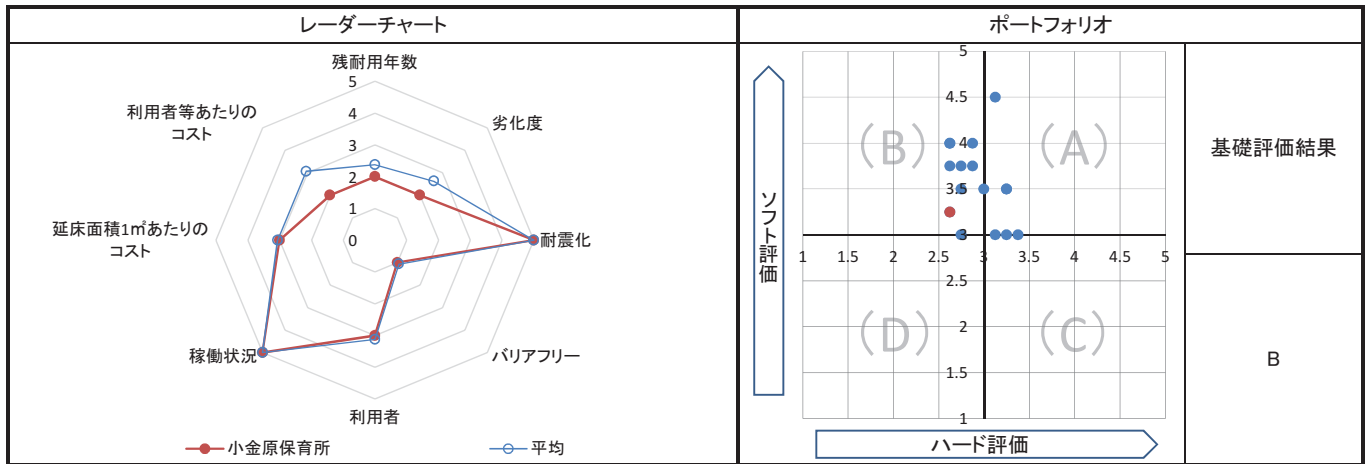 レーダーチャート
残耐用年数
劣化度
耐震化
バリアフリー
利用者
稼働状況
延床面積1㎡あたりの
コスト
利用者等あたりの
コスト
5
4
3
2
1
0
小金原保育所
平均
ポートフォリオ
ソフト評価
ハード評価
5
4.5
4
3.5
3
2.5
2
1.5
1
1 1.5 2 2.5 3 3.5 4 4.5 5
(B)
(A)
(D)
(C)
基礎評価結果
B